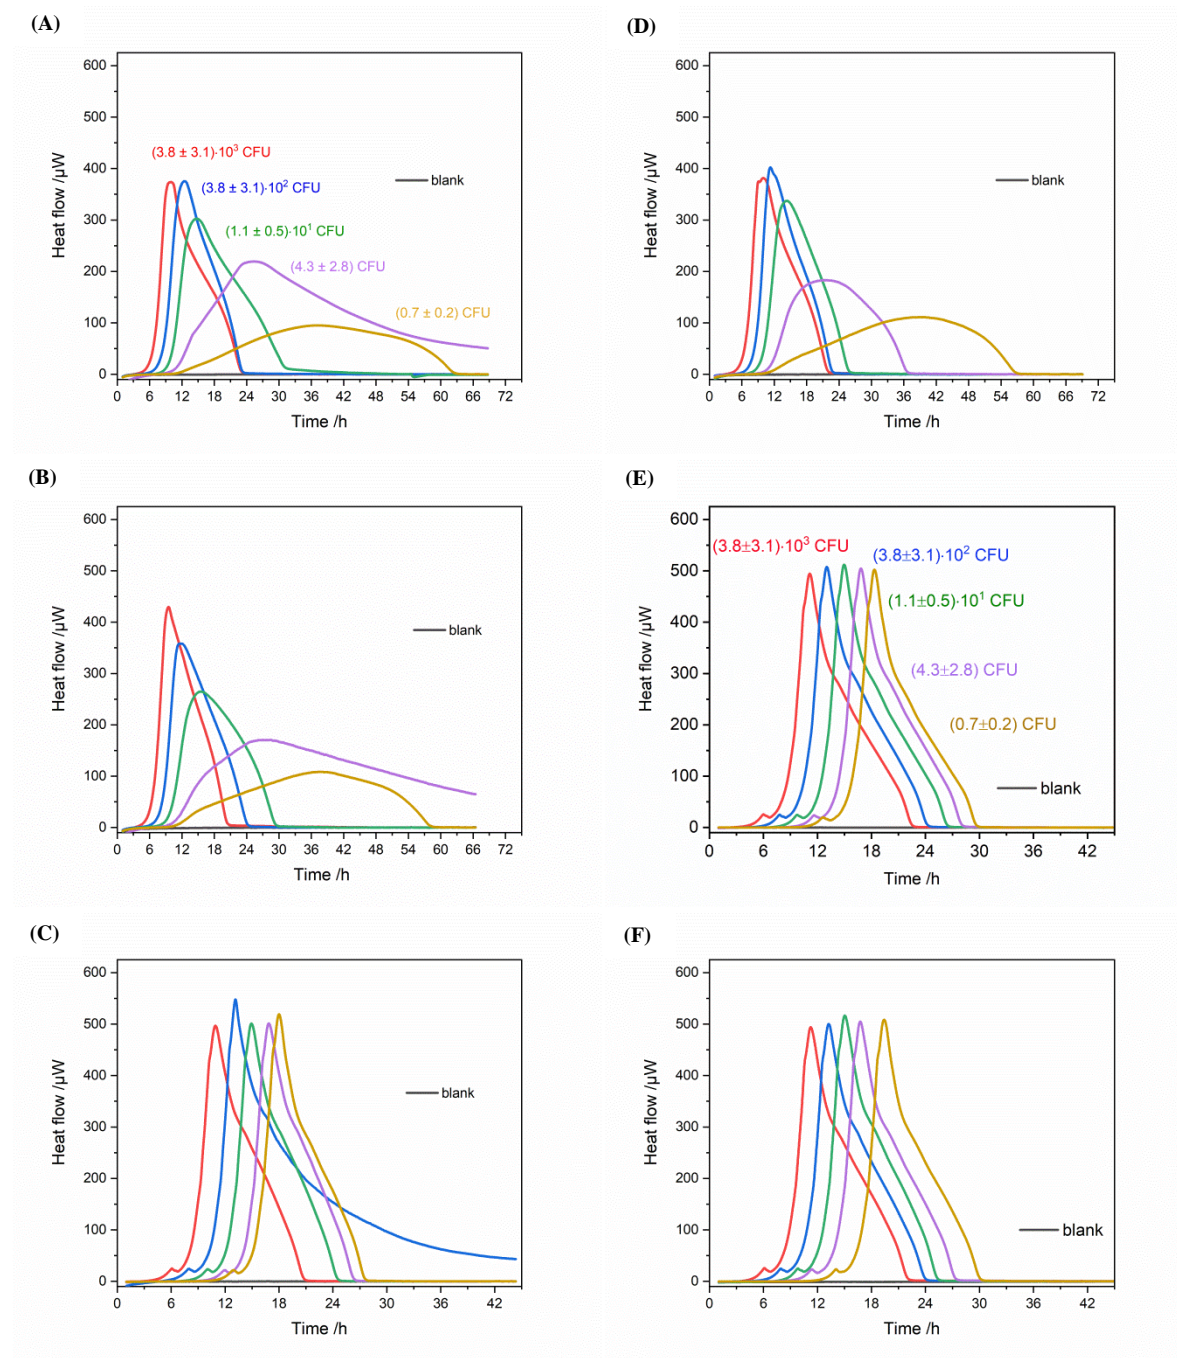 (A)
600
500
400
300
200
100
0
Heat flow /µW
(3.8 ± 3.1)·10³ CFU
(3.8 ± 3.1)·10² CFU
blank
(1.1 ± 0.5)·10¹ CFU
(4.3 ± 2.8) CFU
(0.7 ± 0.2) CFU
0 6 12 18 24 30 36 42 48 54 60 66 72
Time /h
(D)
600
500
400
300
200
100
0
Heat flow /µW
blank
0 6 12 18 24 30 36 42 48 54 60 66 72
Time /h
(B)
600
500
400
300
200
100
0
Heat flow /µW
blank
0 6 12 18 24 30 36 42 48 54 60 66 72
Time /h
(E)
600
500
400
300
200
100
0
Heat flow /µW
(3.8±3.1)·10³ CFU
(3.8±3.1)·10² CFU
(1.1±0.5)·10¹ CFU
(4.3±2.8) CFU
(0.7±0.2) CFU
blank
0 6 12 18 24 30 36 42
Time /h
(C)
600
500
400
300
200
100
0
Heat flow /µW
blank
0 6 12 18 24 30 36 42
Time /h
(F)
600
500
400
300
200
100
0
Heat flow /µW
blank
0 6 12 18 24 30 36 42
Time /h